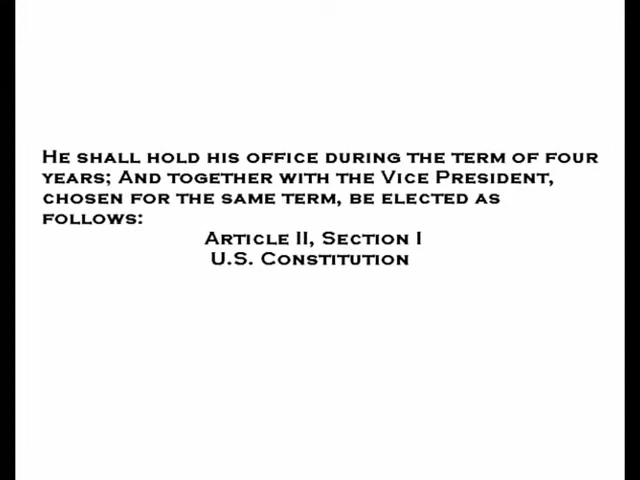 He shall hold his office during the term of four
years; And together with the Vice President,
chosen for the same term, be elected as
follows:
Article II, Section I
U.S. Constitution